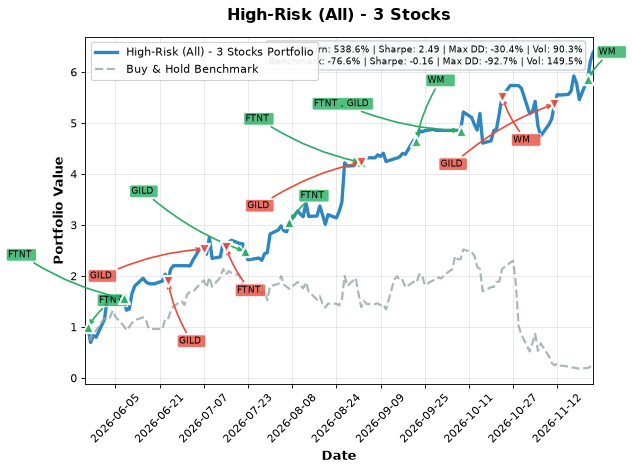 High-Risk (All) - 3 Stocks
High-Risk (All) - 3 Stocks Portfolio
Buy & Hold Benchmark
538.6% | Sharpe: 2.49 | Max DD: -30.4% | Vol: 90.3%
-76.6% | Sharpe: -0.16 | Max DD: -92.7% | Vol: 149.5%
WM
WM
FTNT , GILD
FTNT
GILD
FTNT
GILD
FTNT
GILD
WM
GILD
FTNT
GILD
Portfolio Value
6
5
4
3
2
1
0
2026-06-05
2026-06-21
2026-07-07
2026-07-23
2026-08-08
2026-08-24
2026-09-09
2026-09-25
2026-10-11
2026-10-27
2026-11-12
Date